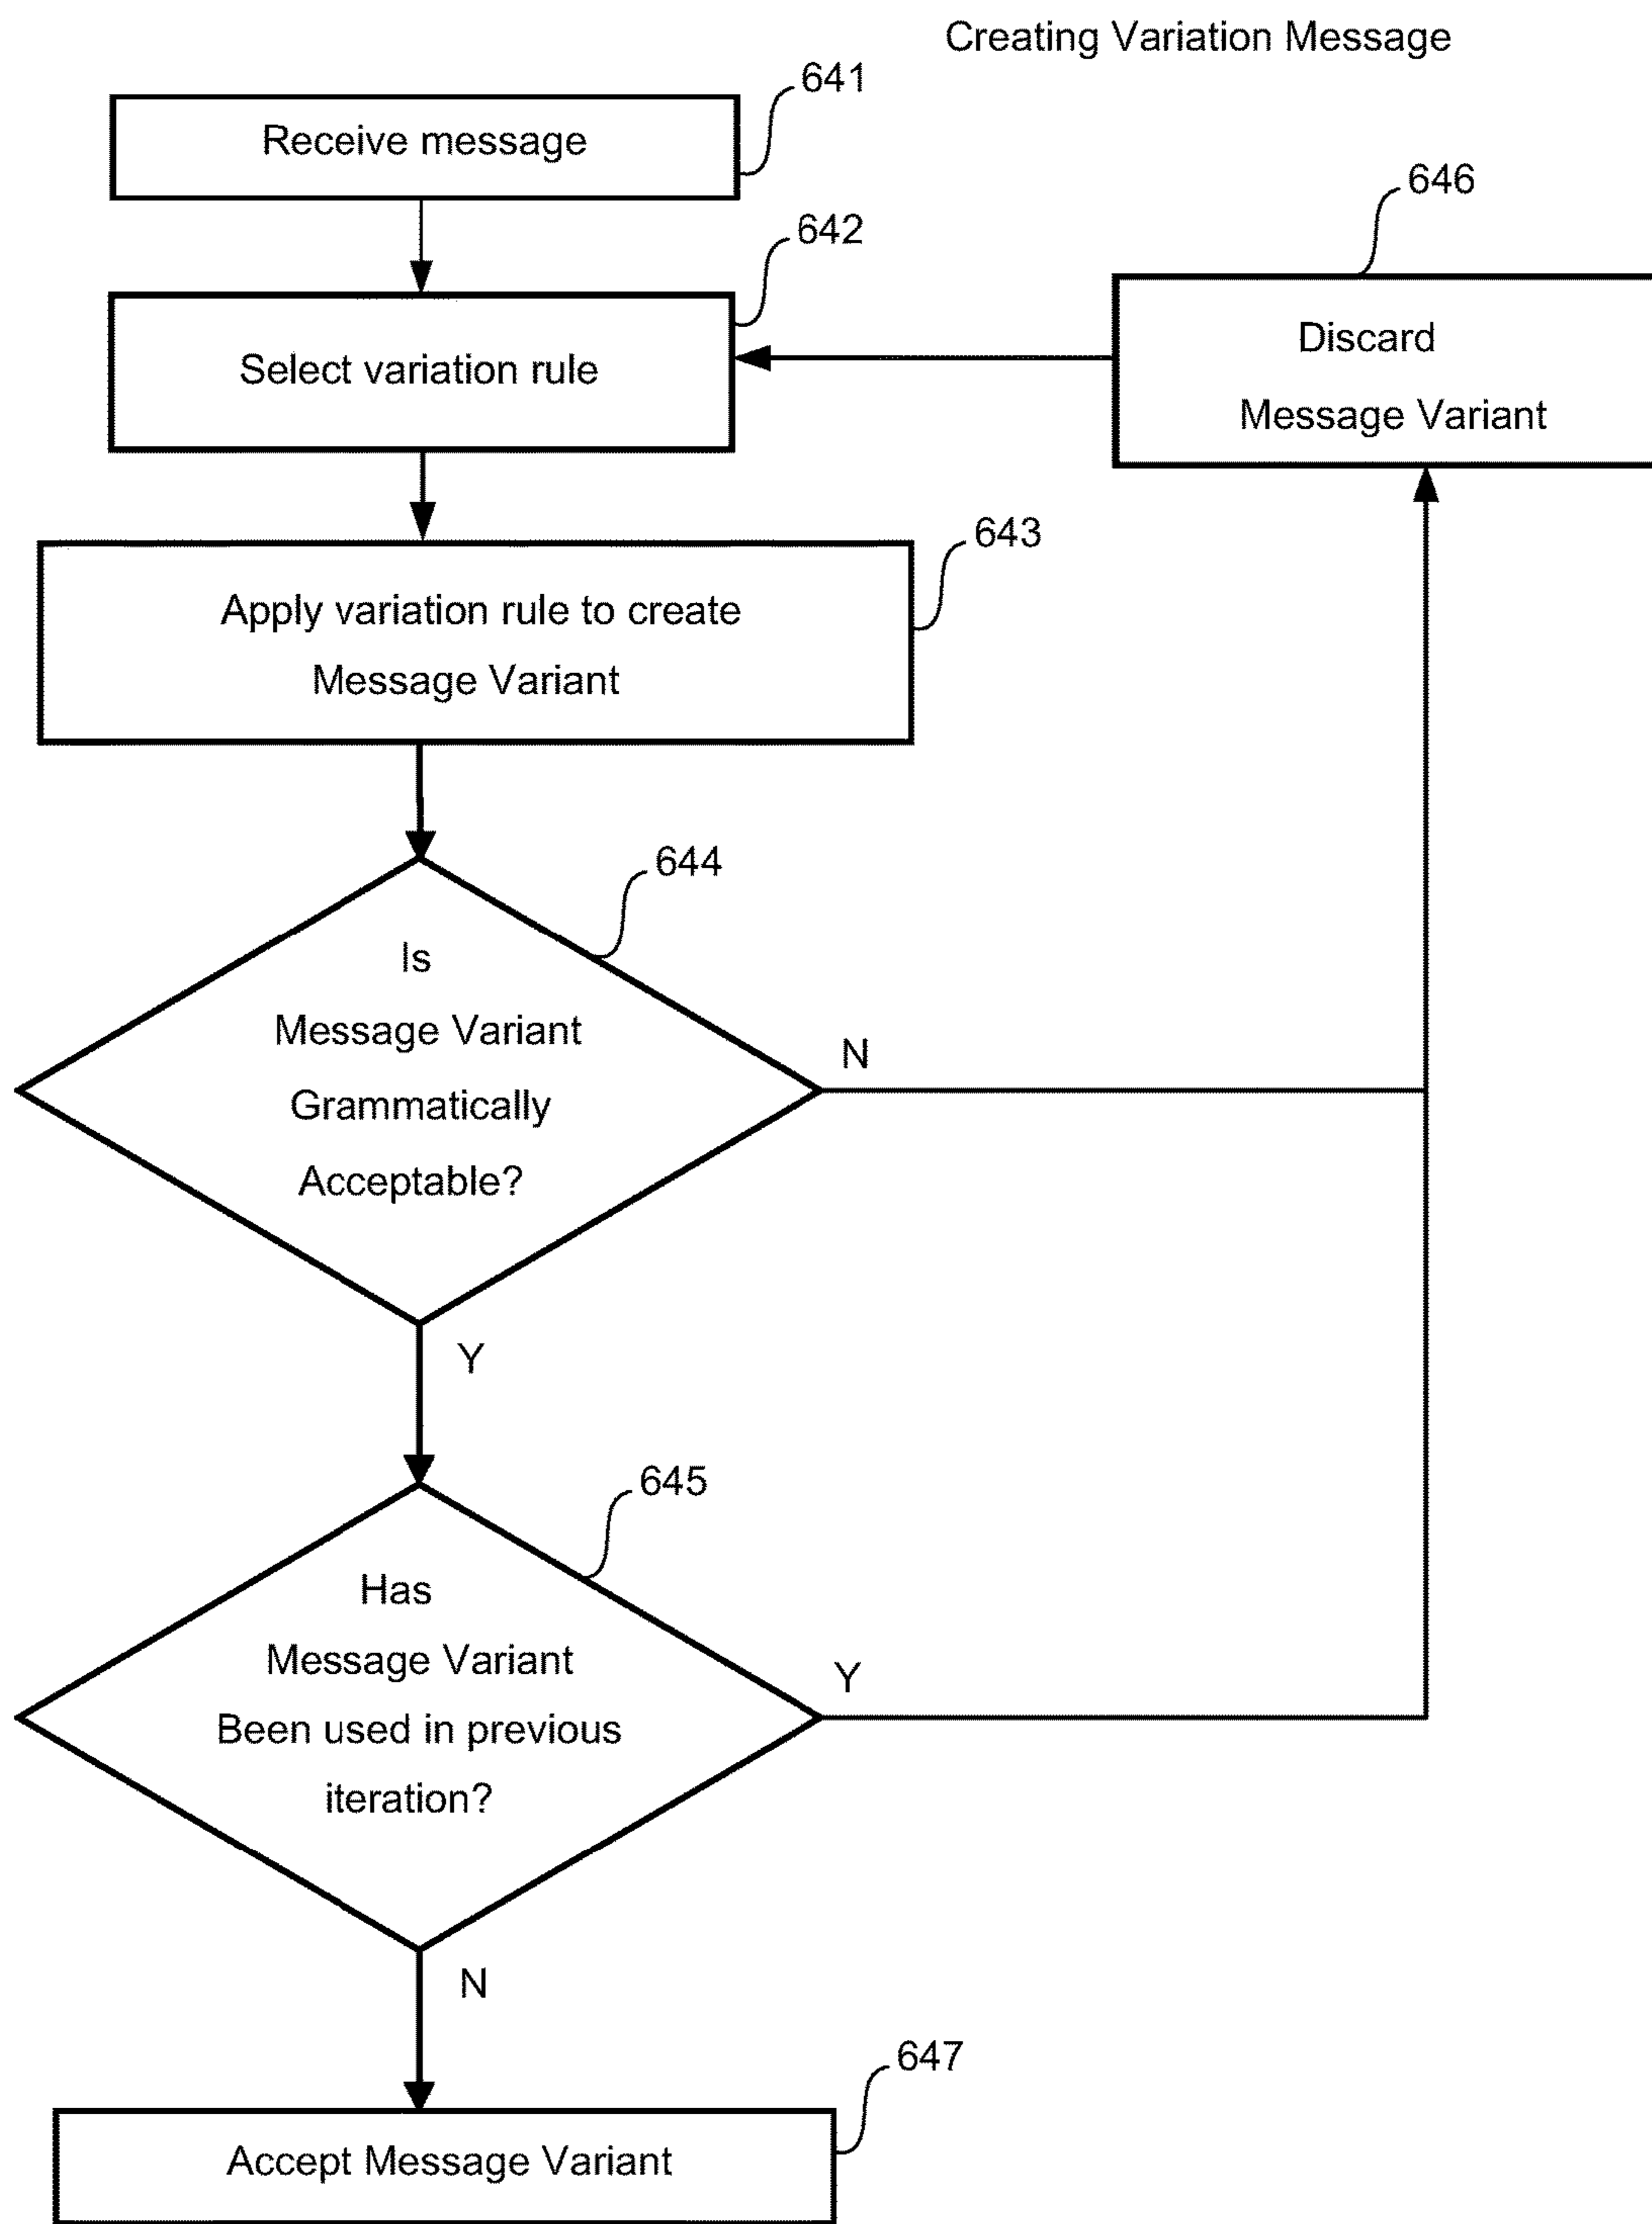 Creating Variation Message
641
Receive message
642
Select variation rule
646
Discard
Message Variant
643
Apply variation rule to create
Message Variant
644
Is
Message Variant
Grammatically
Acceptable?
N
Y
645
Has
Message Variant
Been used in previous
iteration?
Y
N
647
Accept Message Variant